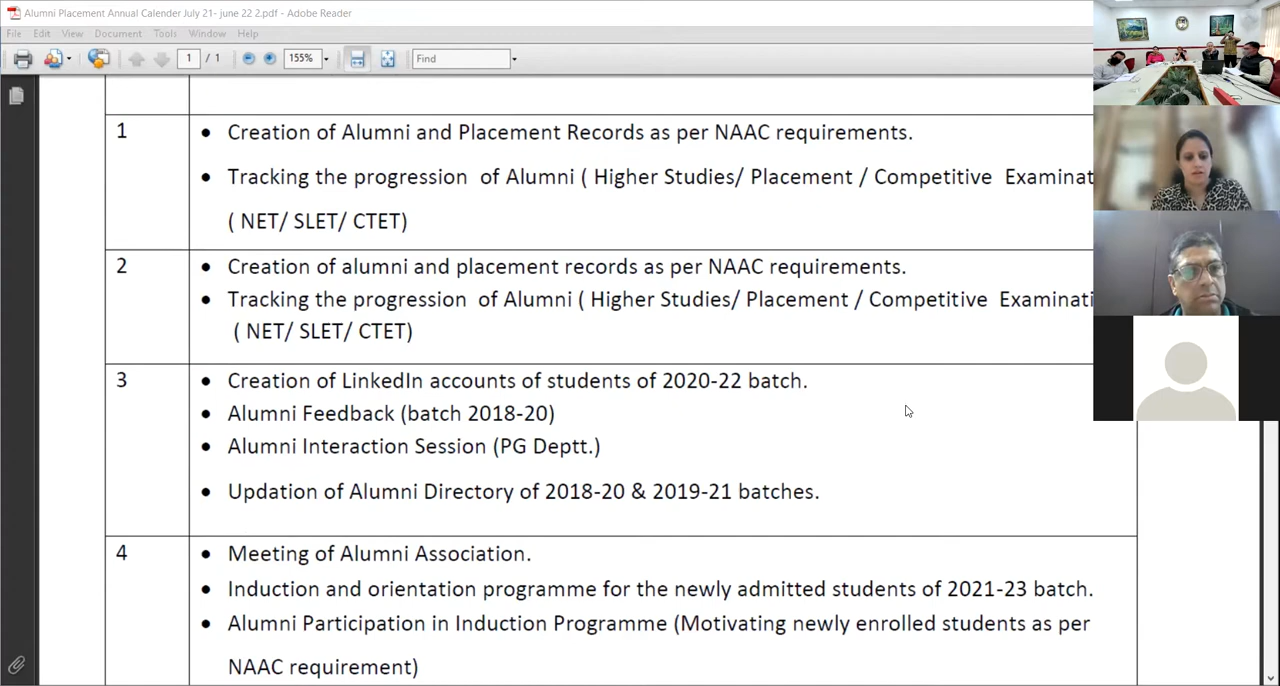 Alumni Placement Annual Calender July 21- june 22 2.pdf - Adobe Reader
File Edit View Document Tools Window Help
1 / 1 155% Find
1
• Creation of Alumni and Placement Records as per NAAC requirements.
• Tracking the progression of Alumni ( Higher Studies/ Placement / Competitive Examinat
( NET/ SLET/ CTET)
2
• Creation of alumni and placement records as per NAAC requirements.
• Tracking the progression of Alumni ( Higher Studies/ Placement / Competitive Examinati
( NET/ SLET/ CTET)
3
• Creation of LinkedIn accounts of students of 2020-22 batch.
• Alumni Feedback (batch 2018-20)
• Alumni Interaction Session (PG Deptt.)
• Updation of Alumni Directory of 2018-20 & 2019-21 batches.
4
• Meeting of Alumni Association.
• Induction and orientation programme for the newly admitted students of 2021-23 batch.
• Alumni Participation in Induction Programme (Motivating newly enrolled students as per
NAAC requirement)